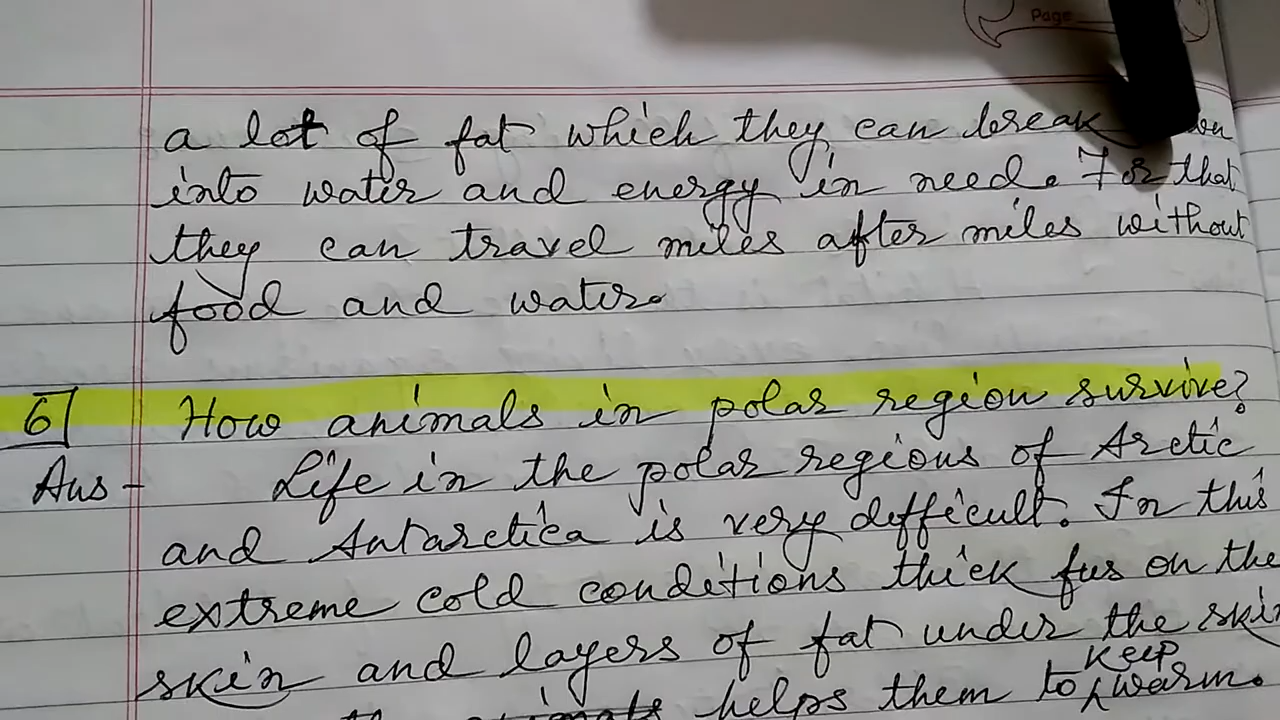 Page
a lot of fat which they can break
into water and energy in need. For that
they can travel miles after miles without
food and water.
6 How animals in polar region survive?
Ans - Life in the polar regions of Arctic
and Antarctica is very difficult. In this
extreme cold conditions thick fur on the
skin and layers of fat under the skin
keep
helps them to warm.